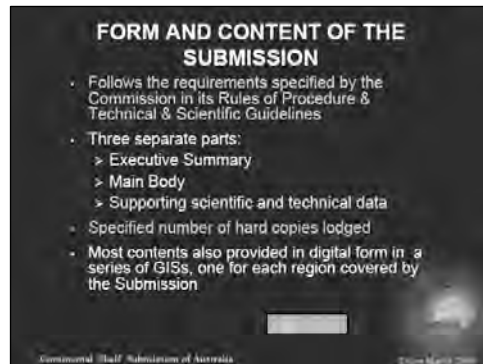 FORM AND CONTENT OF THE
SUBMISSION
• Follows the requirements specified by the
Commission in its Rules of Procedure &
Technical & Scientific Guidelines
• Three separate parts:
➢ Executive Summary
➢ Main Body
➢ Supporting scientific and technical data
• Specified number of hard copies lodged
• Most contents also provided in digital form in a
series of GISs, one for each region covered by
the Submission
Continental Shelf Submission of Australia